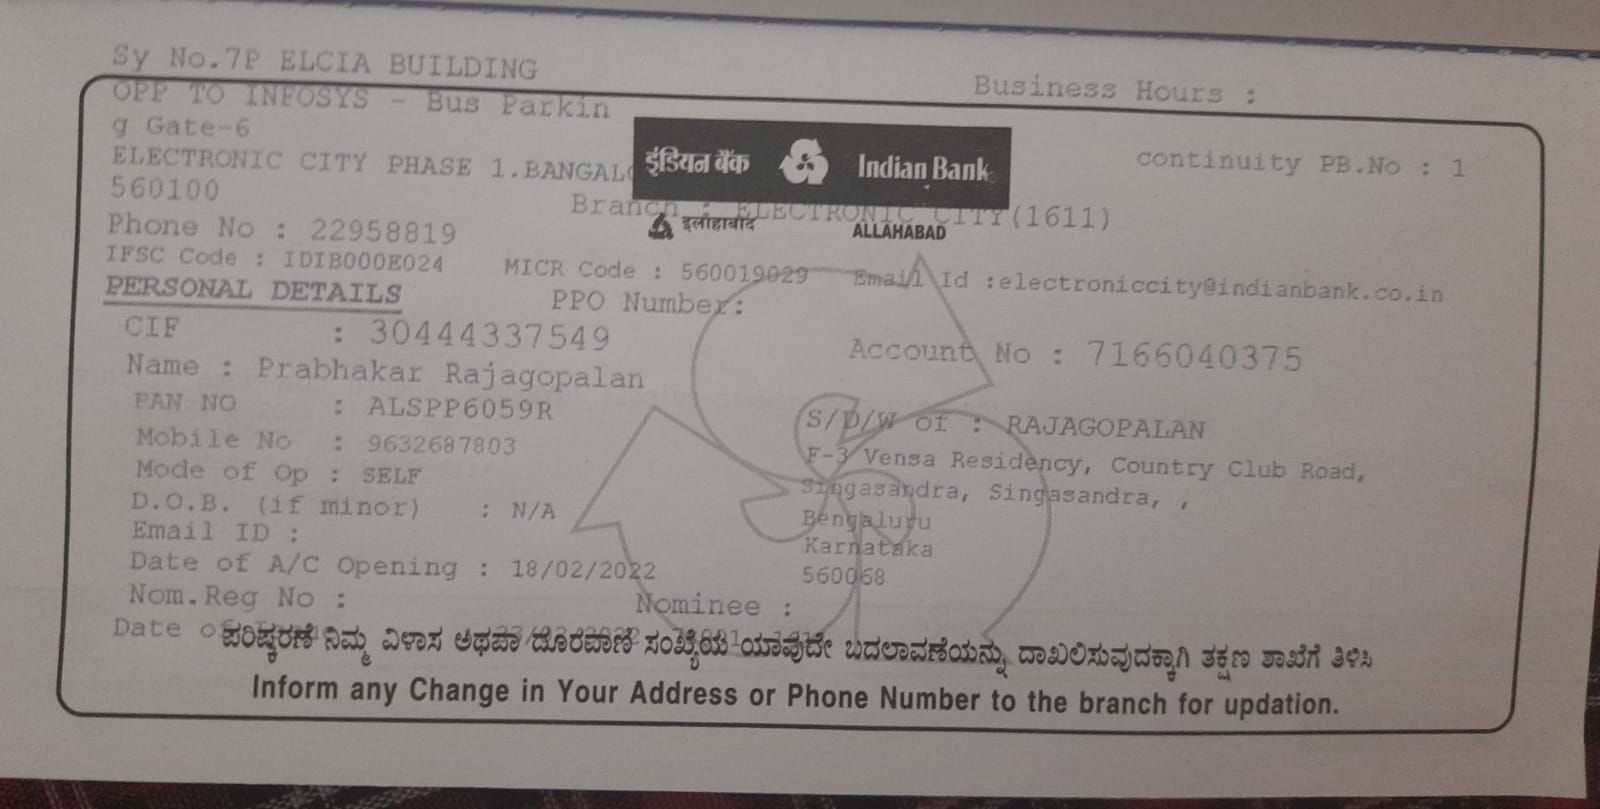 Sy No.7P ELCIA BUILDING
Business Hours :
OPP TO INFOSYS - Bus Parkin
g Gate-6
इंडियन बैंक Indian Bank
continuity PB.No : 1
ELECTRONIC CITY PHASE 1.BANGALO
560100
Branch : ELECTRONIC CITY(1611)
इलाहाबाद ALLAHABAD
Phone No : 22958819
IFSC Code : IDIB000E024 MICR Code : 560019029 Email Id :electroniccity@indianbank.co.in
PERSONAL DETAILS PPO Number:
CIF : 30444337549 Account No : 7166040375
Name : Prabhakar Rajagopalan
PAN NO : ALSPP6059R S/D/W of : RAJAGOPALAN
Mobile No : 9632687803 F-3 Vensa Residency, Country Club Road,
Mode of Op : SELF Singasandra, Singasandra, ,
D.O.B. (if minor) : N/A Bengaluru
Email ID : Karnataka
Date of A/C Opening : 18/02/2022 560068
Nom.Reg No : Nominee :
Date of
ಪರಿಷ್ಕರಣೆ ನಿಮ್ಮ ವಿಳಾಸ ಅಥವಾ ದೂರವಾಣಿ ಸಂಖ್ಯೆಯ ಯಾವುದೇ ಬದಲಾವಣೆಯನ್ನು ದಾಖಲಿಸುವುದಕ್ಕಾಗಿ ತಕ್ಷಣ ಶಾಖೆಗೆ ತಿಳಿಸಿ
Inform any Change in Your Address or Phone Number to the branch for updation.